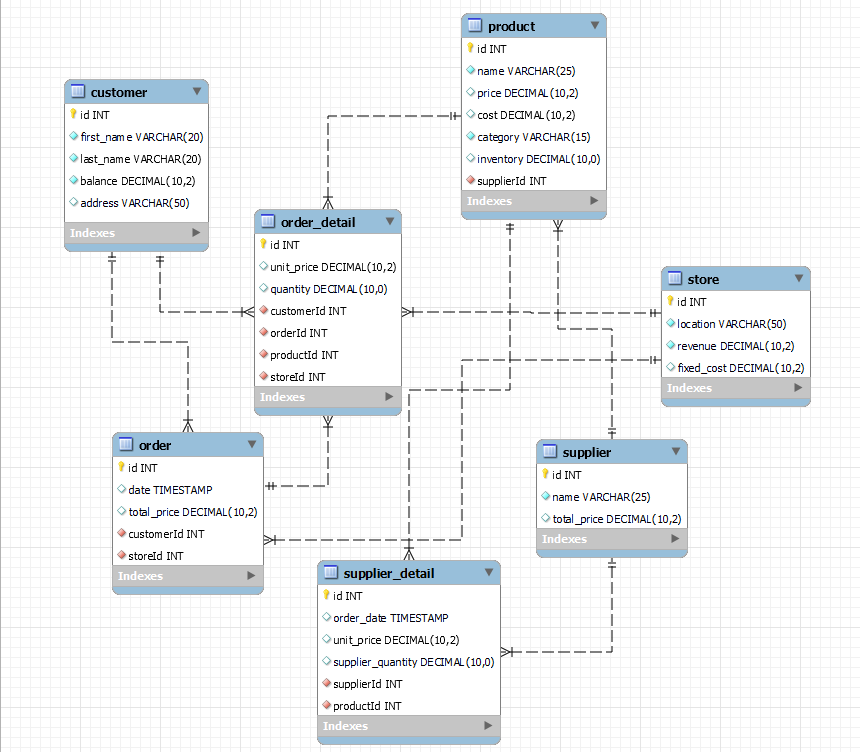 product
id INT
name VARCHAR(25)
price DECIMAL(10,2)
cost DECIMAL(10,2)
category VARCHAR(15)
inventory DECIMAL(10,0)
supplierId INT
Indexes
customer
id INT
first_name VARCHAR(20)
last_name VARCHAR(20)
balance DECIMAL(10,2)
address VARCHAR(50)
Indexes
order_detail
id INT
unit_price DECIMAL(10,2)
quantity DECIMAL(10,0)
customerId INT
orderId INT
productId INT
storeId INT
Indexes
store
id INT
location VARCHAR(50)
revenue DECIMAL(10,2)
fixed_cost DECIMAL(10,2)
Indexes
order
id INT
date TIMESTAMP
total_price DECIMAL(10,2)
customerId INT
storeId INT
Indexes
supplier
id INT
name VARCHAR(25)
total_price DECIMAL(10,2)
Indexes
supplier_detail
id INT
order_date TIMESTAMP
unit_price DECIMAL(10,2)
supplier_quantity DECIMAL(10,0)
supplierId INT
productId INT
Indexes